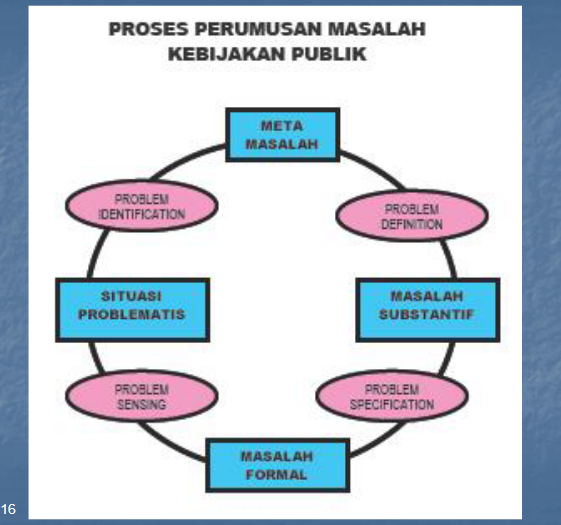 PROSES PERUMUSAN MASALAH
KEBIJAKAN PUBLIK
META
MASALAH
PROBLEM
IDENTIFICATION
PROBLEM
DEFINITION
SITUASI
PROBLEMATIS
MASALAH
SUBSTANTIF
PROBLEM
SENSING
PROBLEM
SPECIFICATION
MASALAH
FORMAL
16